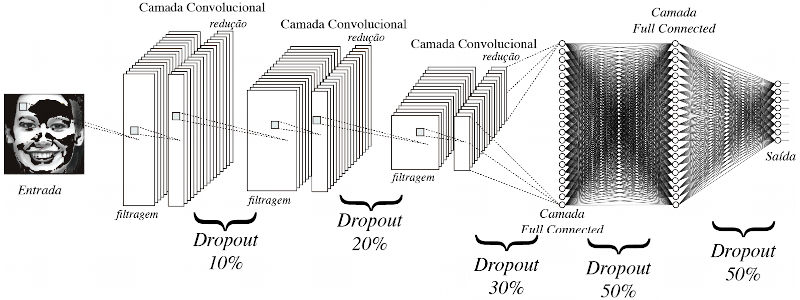 Camada Convolucional
redução
Camada Convolucional
redução
Camada Convolucional
redução
Camada
Full Connected
Entrada
filtragem
filtragem
filtragem
Camada
Full Connected
Saída
Dropout
10%
Dropout
20%
Dropout
30%
Dropout
50%
Dropout
50%